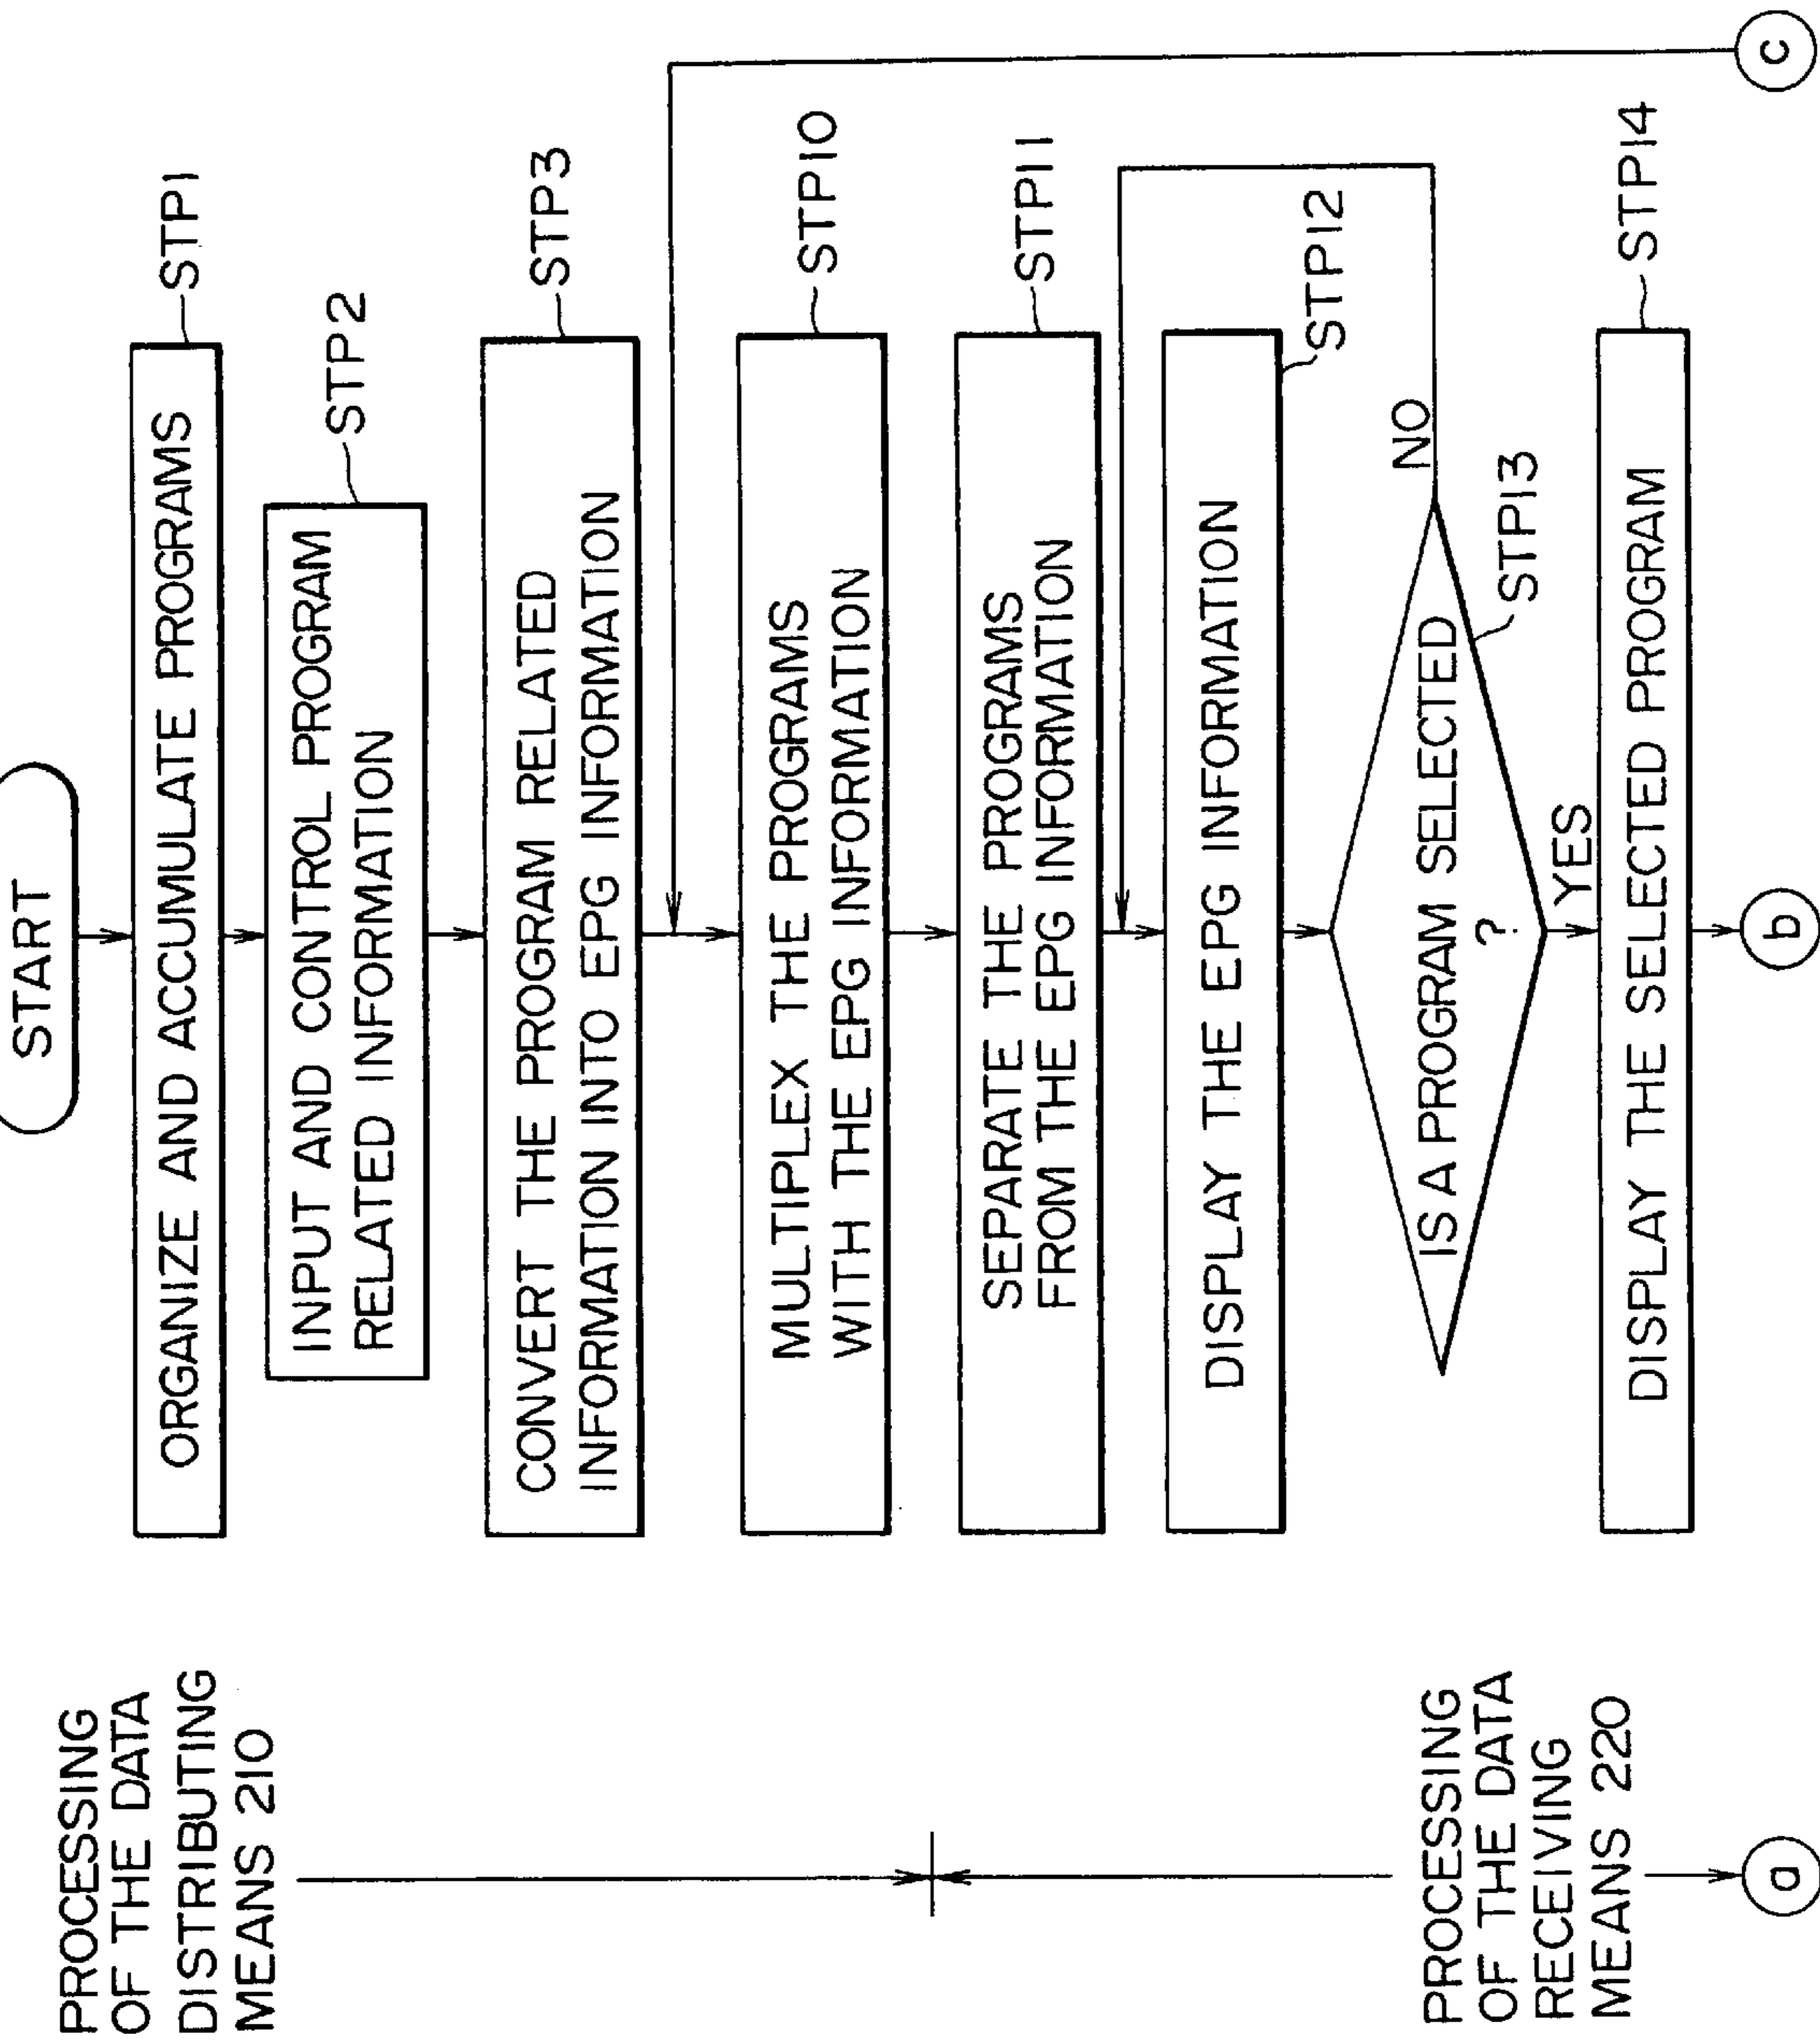 START
PROCESSING
OF THE DATA
DISTRIBUTING
MEANS 210
ORGANIZE AND ACCUMULATE PROGRAMS
STP1
INPUT AND CONTROL PROGRAM
RELATED INFORMATION
STP2
CONVERT THE PROGRAM RELATED
INFORMATION INTO EPG INFORMATION
STP3
MULTIPLEX THE PROGRAMS
WITH THE EPG INFORMATION
STP10
SEPARATE THE PROGRAMS
FROM THE EPG INFORMATION
STP11
DISPLAY THE EPG INFORMATION
STP12
IS A PROGRAM SELECTED
?
NO
STP13
YES
PROCESSING
OF THE DATA
RECEIVING
MEANS 220
DISPLAY THE SELECTED PROGRAM
STP14
a
b
c